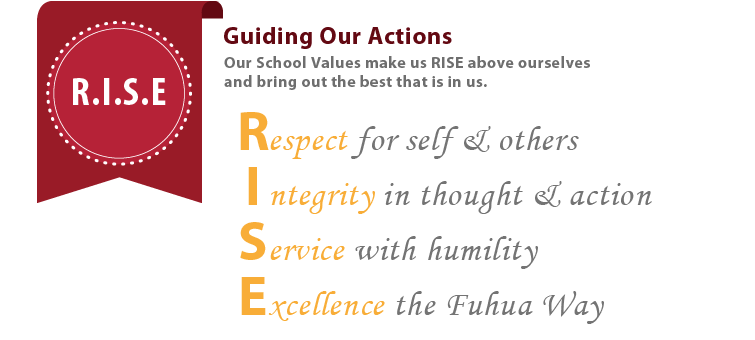 R.I.S.E
Guiding Our Actions
Our School Values make us RISE above ourselves
and bring out the best that is in us.
Respect for self & others
Integrity in thought & action
Service with humility
Excellence the Fuhua Way